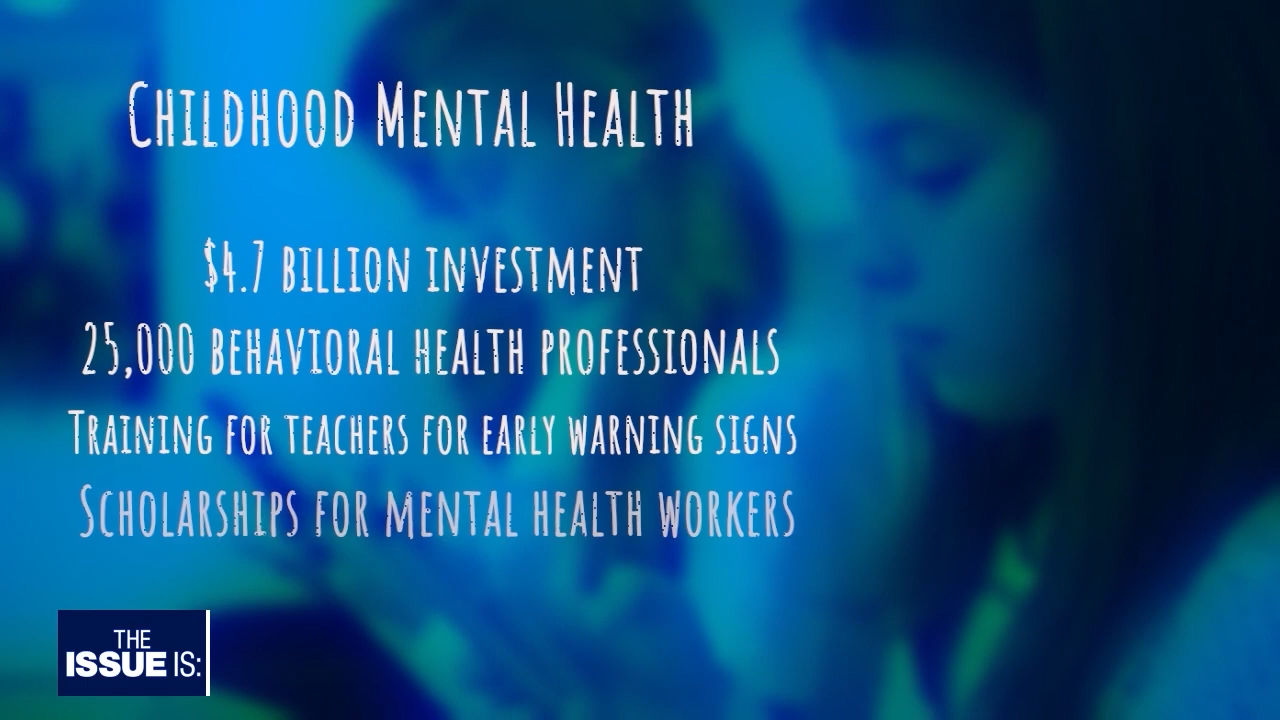 Childhood Mental Health
$4.7 billion investment
25,000 behavioral health professionals
Training for teachers for early warning signs
Scholarships for mental health workers
THE
ISSUE IS: